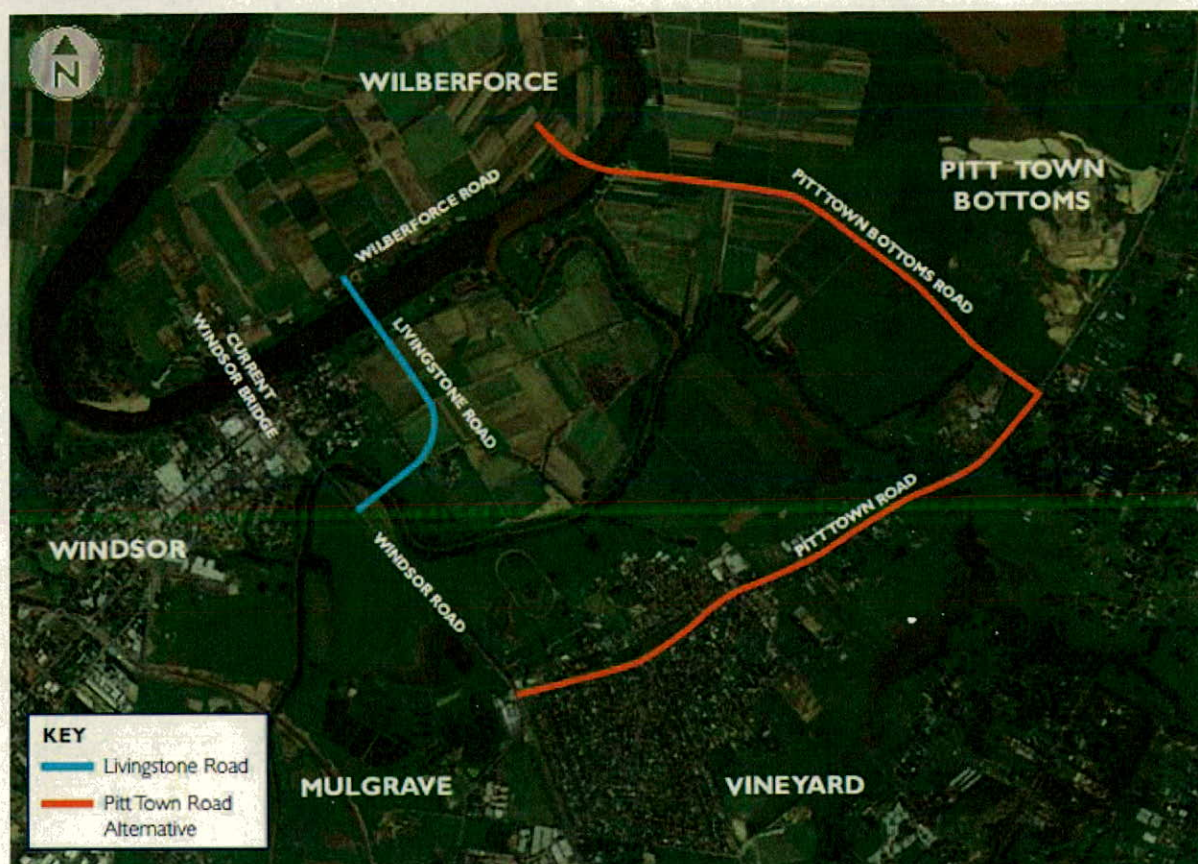 N
WILBERFORCE
PITT TOWN
BOTTOMS
WILBERFORCE ROAD
PITT TOWN BOTTOMS ROAD
CURRENT
WINDSOR BRIDGE
LIVINGSTONE ROAD
PITT TOWN ROAD
WINDSOR
WINDSOR ROAD
KEY
Livingstone Road
Pitt Town Road
Alternative
MULGRAVE
VINEYARD